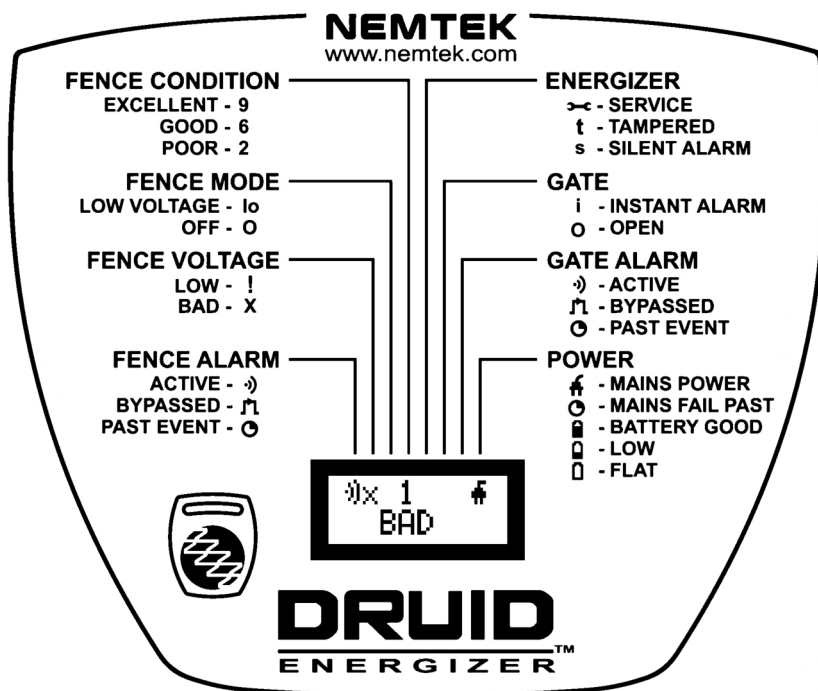 NEMTEK
www.nemtek.com
FENCE CONDITION
EXCELLENT - 9
GOOD - 6
POOR - 2
FENCE MODE
LOW VOLTAGE - lo
OFF - O
FENCE VOLTAGE
LOW - !
BAD - X
FENCE ALARM
ACTIVE -
BYPASSED -
PAST EVENT -
ENERGIZER
- SERVICE
t - TAMPERED
s - SILENT ALARM
GATE
i - INSTANT ALARM
O - OPEN
GATE ALARM
- ACTIVE
- BYPASSED
- PAST EVENT
POWER
- MAINS POWER
- MAINS FAIL PAST
- BATTERY GOOD
- LOW
- FLAT
x 1
BAD
DRUID™
ENERGIZER